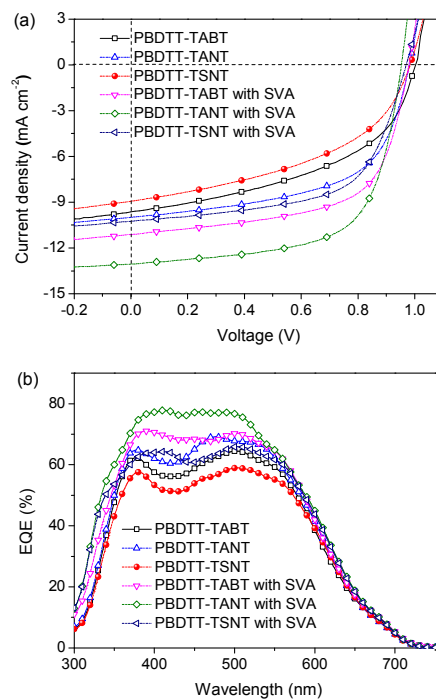 (a)
3
0
-3
-6
-9
-12
-15
Current density (mA cm-2)
PBDTT-TABT
PBDTT-TANT
PBDTT-TSNT
PBDTT-TABT with SVA
PBDTT-TANT with SVA
PBDTT-TSNT with SVA
-0.2 0.0 0.2 0.4 0.6 0.8 1.0
Voltage (V)
(b)
80
60
40
20
0
EQE (%)
PBDTT-TABT
PBDTT-TANT
PBDTT-TSNT
PBDTT-TABT with SVA
PBDTT-TANT with SVA
PBDTT-TSNT with SVA
300 400 500 600 700
Wavelength (nm)